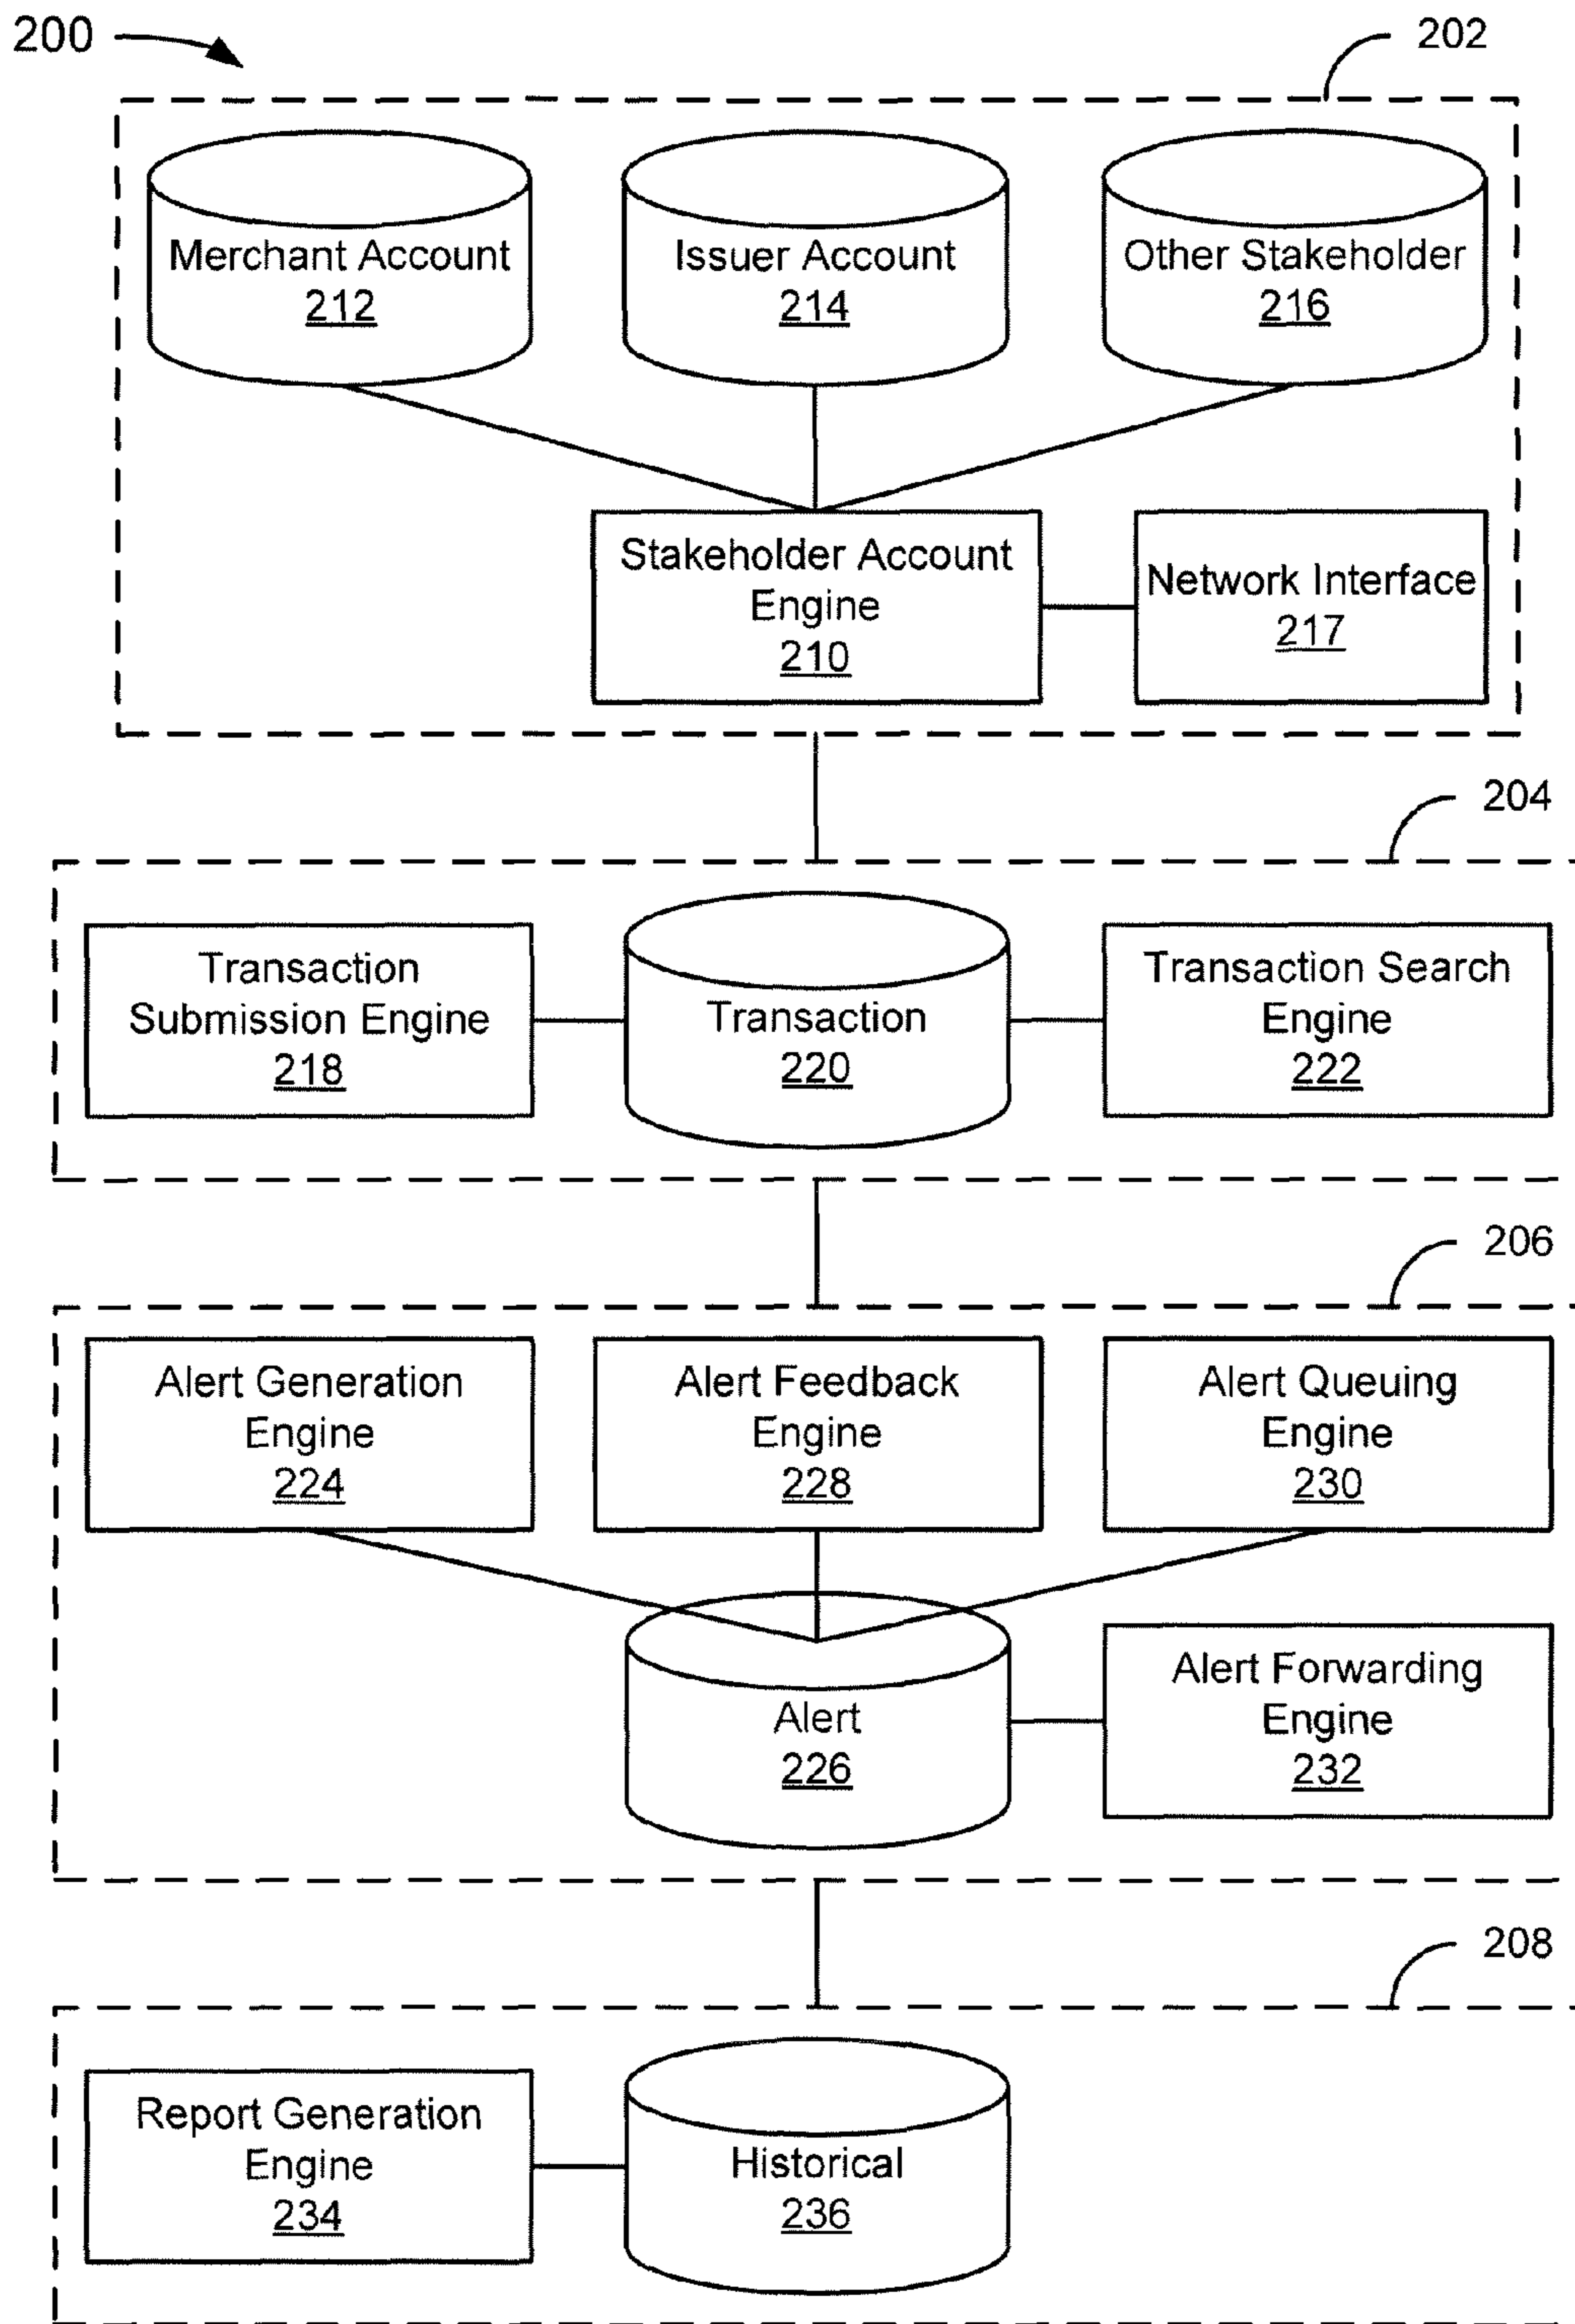 200
202
Merchant Account
212
Issuer Account
214
Other Stakeholder
216
Stakeholder Account
Engine
210
Network Interface
217
204
Transaction
Submission Engine
218
Transaction
220
Transaction Search
Engine
222
206
Alert Generation
Engine
224
Alert Feedback
Engine
228
Alert Queuing
Engine
230
Alert
226
Alert Forwarding
Engine
232
208
Report Generation
Engine
234
Historical
236